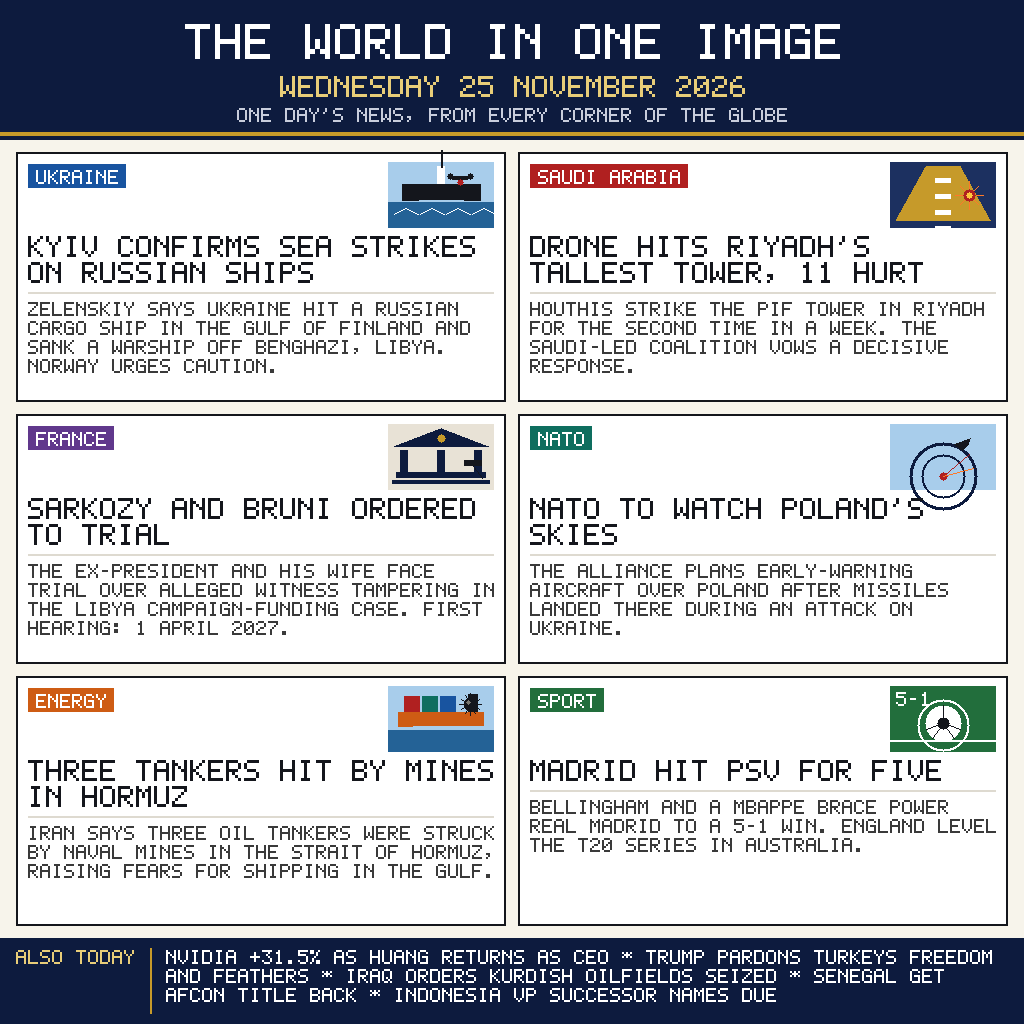 THE WORLD IN ONE IMAGE
WEDNESDAY 25 NOVEMBER 2026
ONE DAY'S NEWS, FROM EVERY CORNER OF THE GLOBE
UKRAINE
KYIV CONFIRMS SEA STRIKES
ON RUSSIAN SHIPS
ZELENSKIY SAYS UKRAINE HIT A RUSSIAN
CARGO SHIP IN THE GULF OF FINLAND AND
SANK A WARSHIP OFF BENGHAZI, LIBYA.
NORWAY URGES CAUTION.
SAUDI ARABIA
DRONE HITS RIYADH'S
TALLEST TOWER, 11 HURT
HOUTHIS STRIKE THE PIF TOWER IN RIYADH
FOR THE SECOND TIME IN A WEEK. THE
SAUDI-LED COALITION VOWS A DECISIVE
RESPONSE.
FRANCE
SARKOZY AND BRUNI ORDERED
TO TRIAL
THE EX-PRESIDENT AND HIS WIFE FACE
TRIAL OVER ALLEGED WITNESS TAMPERING IN
THE LIBYA CAMPAIGN-FUNDING CASE. FIRST
HEARING: 1 APRIL 2027.
NATO
NATO TO WATCH POLAND'S
SKIES
THE ALLIANCE PLANS EARLY-WARNING
AIRCRAFT OVER POLAND AFTER MISSILES
LANDED THERE DURING AN ATTACK ON
UKRAINE.
ENERGY
THREE TANKERS HIT BY MINES
IN HORMUZ
IRAN SAYS THREE OIL TANKERS WERE STRUCK
BY NAVAL MINES IN THE STRAIT OF HORMUZ,
RAISING FEARS FOR SHIPPING IN THE GULF.
SPORT
5-1
MADRID HIT PSV FOR FIVE
BELLINGHAM AND A MBAPPE BRACE POWER
REAL MADRID TO A 5-1 WIN. ENGLAND LEVEL
THE T20 SERIES IN AUSTRALIA.
ALSO TODAY
NVIDIA +31.5% AS HUANG RETURNS AS CEO * TRUMP PARDONS TURKEYS FREEDOM
AND FEATHERS * IRAQ ORDERS KURDISH OILFIELDS SEIZED * SENEGAL GET
AFCON TITLE BACK * INDONESIA VP SUCCESSOR NAMES DUE